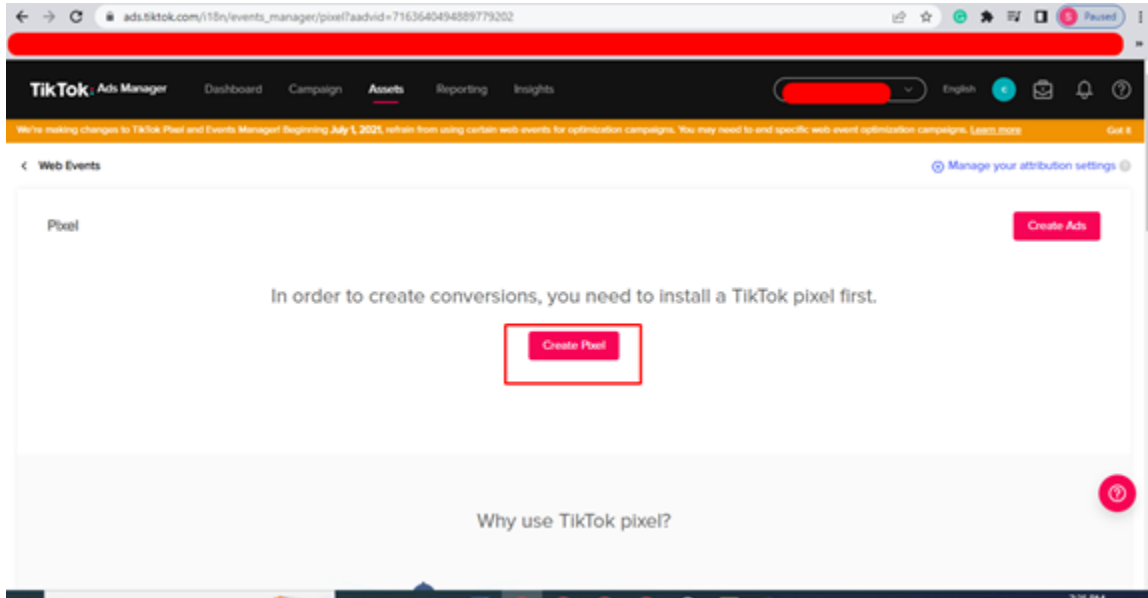 ads.tiktok.com/i18n/events_manager/pixel?aadvid=7163640494889779202
S Paused
TikTok: Ads Manager Dashboard Campaign Assets Reporting Insights English
We're making changes to TikTok Pixel and Events Manager! Beginning July 1, 2021, refrain from using certain web events for optimization campaigns. You may need to end specific web event optimization campaigns. Learn more Got it
< Web Events Manage your attribution settings
Pixel Create Ads
In order to create conversions, you need to install a TikTok pixel first.
Create Pixel
Why use TikTok pixel?